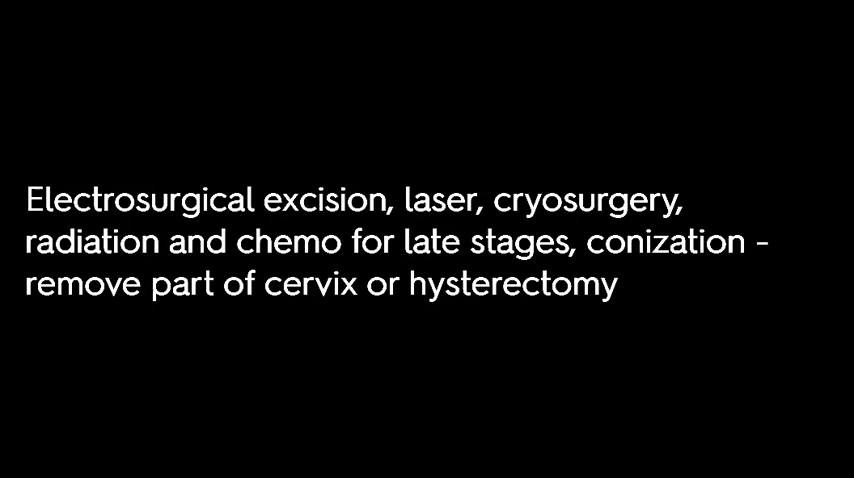 Electrosurgical excision, laser, cryosurgery,
radiation and chemo for late stages, conization -
remove part of cervix or hysterectomy